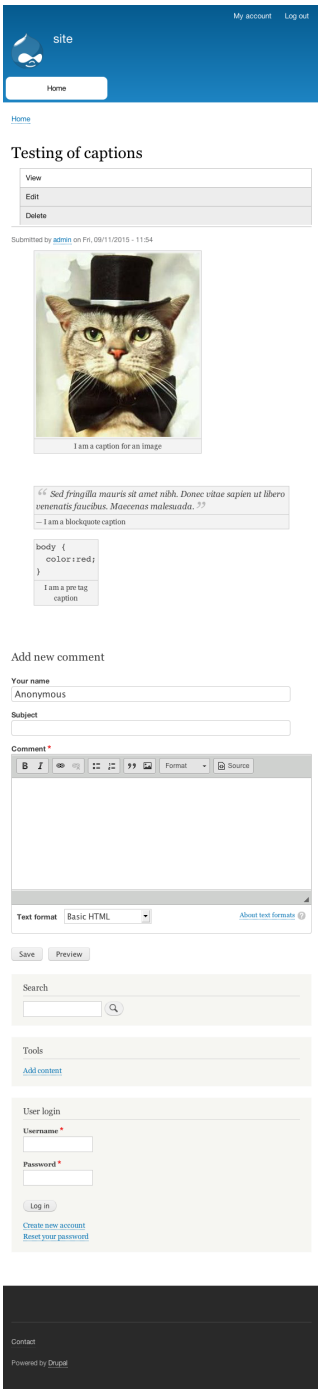 My account Log out
site
Home
Home
Testing of captions
View
Edit
Delete
Submitted by admin on Fri, 09/11/2015 - 11:54
I am a caption for an image
“ Sed fringilla mauris sit amet nibh. Donec vitae sapien ut libero
venenatis faucibus. Maecenas malesuada. ”
— I am a blockquote caption
body {
color:red;
}
I am a pre tag
caption
Add new comment
Your name
Anonymous
Subject
Comment *
B I Format Source
Text format Basic HTML About text formats ?
Save Preview
Search
Tools
Add content
User login
Username *
Password *
Log in
Create new account
Reset your password
Contact
Powered by Drupal